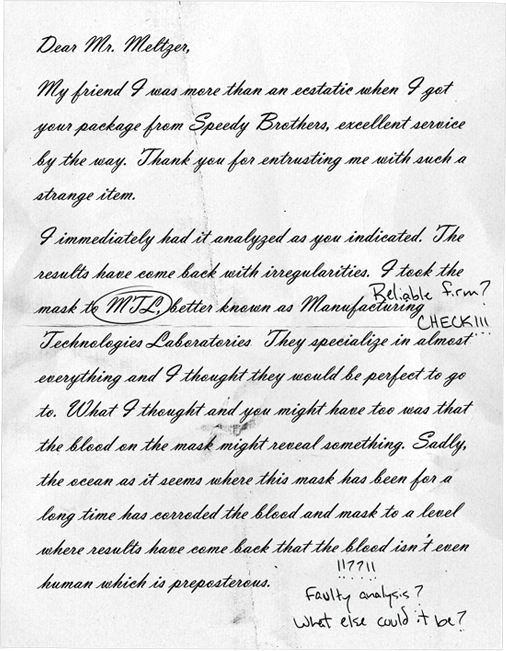 Dear Mr. Meltzer,
My friend I was more than an ecstatic when I got
your package from Speedy Brothers, excellent service
by the way. Thank you for entrusting me with such a
strange item.
I immediately had it analyzed as you indicated. The
results have come back with irregularities. I took the
Reliable firm?
mask to MTL, better known as Manufacturing
CHECK!!!
Technologies Laboratories They specialize in almost
everything and I thought they would be perfect to go
to. What I thought and you might have too was that
the blood on the mask might reveal something. Sadly,
the ocean as it seems where this mask has been for a
long time has corroded the blood and mask to a level
where results have come back that the blood isn't even
!!??!!
human which is preposterous.
Faulty analysis?
What else could it be?